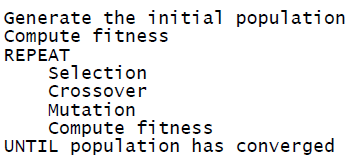 Generate the initial population
Compute fitness
REPEAT
    Selection
    Crossover
    Mutation
    Compute fitness
UNTIL population has converged